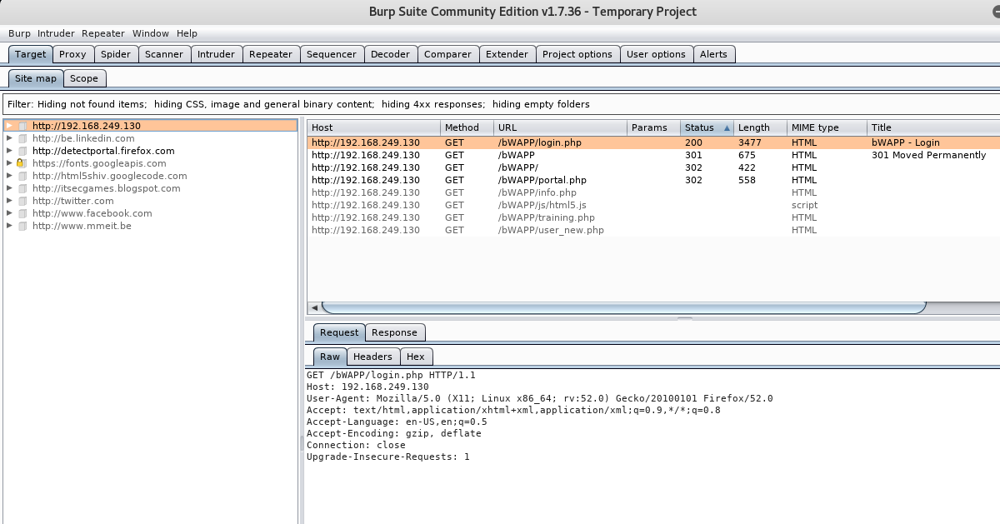 Burp Suite Community Edition v1.7.36 - Temporary Project
Burp Intruder Repeater Window Help
Target Proxy Spider Scanner Intruder Repeater Sequencer Decoder Comparer Extender Project options User options Alerts
Site map Scope
Filter: Hiding not found items; hiding CSS, image and general binary content; hiding 4xx responses; hiding empty folders
http://192.168.249.130
http://be.linkedin.com
http://detectportal.firefox.com
https://fonts.googleapis.com
http://html5shiv.googlecode.com
http://itsecgames.blogspot.com
http://twitter.com
http://www.facebook.com
http://www.mmeit.be
Host Method URL Params Status Length MIME type Title
http://192.168.249.130 GET /bWAPP/login.php 200 3477 HTML bWAPP - Login
http://192.168.249.130 GET /bWAPP 301 675 HTML 301 Moved Permanently
http://192.168.249.130 GET /bWAPP/ 302 422 HTML
http://192.168.249.130 GET /bWAPP/portal.php 302 558 HTML
http://192.168.249.130 GET /bWAPP/info.php HTML
http://192.168.249.130 GET /bWAPP/js/html5.js script
http://192.168.249.130 GET /bWAPP/training.php HTML
http://192.168.249.130 GET /bWAPP/user_new.php HTML
Request Response
Raw Headers Hex
GET /bWAPP/login.php HTTP/1.1
Host: 192.168.249.130
User-Agent: Mozilla/5.0 (X11; Linux x86_64; rv:52.0) Gecko/20100101 Firefox/52.0
Accept: text/html,application/xhtml+xml,application/xml;q=0.9,*/*;q=0.8
Accept-Language: en-US,en;q=0.5
Accept-Encoding: gzip, deflate
Connection: close
Upgrade-Insecure-Requests: 1